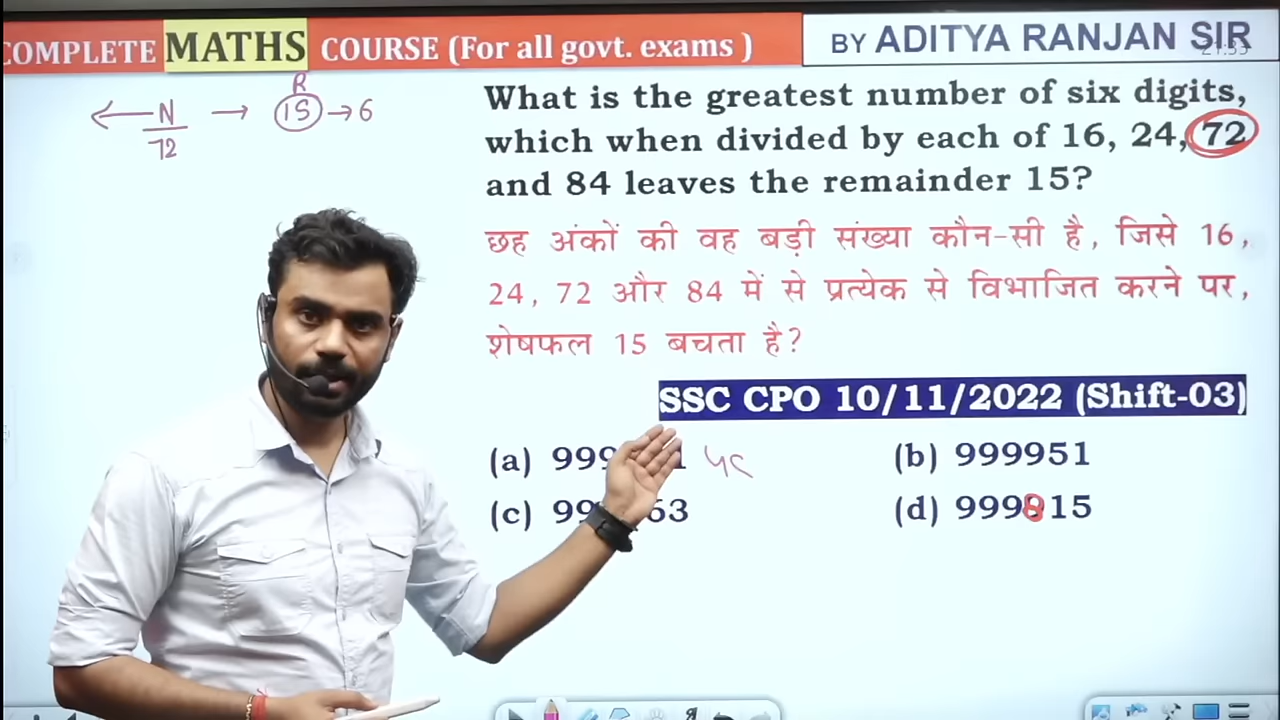 COMPLETE MATHS COURSE (For all govt. exams )
BY ADITYA RANJAN SIR
R
N → 15 → 6
72
What is the greatest number of six digits,
which when divided by each of 16, 24, 72
and 84 leaves the remainder 15?
छह अंकों की वह बड़ी संख्या कौन-सी है, जिसे 16,
24, 72 और 84 में से प्रत्येक से विभाजित करने पर,
शेषफल 15 बचता है?
SSC CPO 10/11/2022 (Shift-03)
(a)
(b) 999951
(c)
(d) 999815